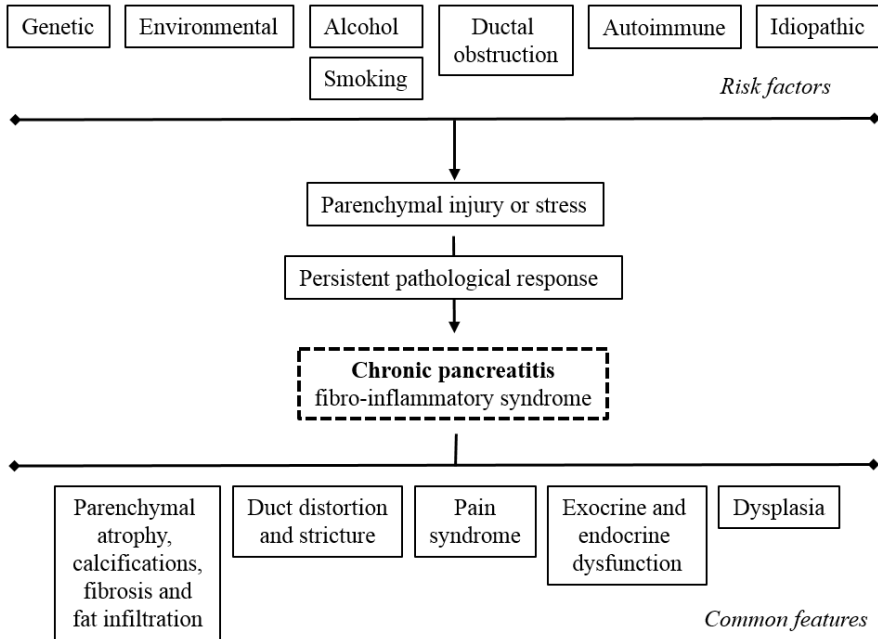 Genetic
Environmental
Alcohol
Smoking
Ductal
obstruction
Autoimmune
Idiopathic
Risk factors
Parenchymal injury or stress
Persistent pathological response
Chronic pancreatitis
fibro-inflammatory syndrome
Parenchymal
atrophy,
calcifications,
fibrosis and
fat infiltration
Duct distortion
and stricture
Pain
syndrome
Exocrine and
endocrine
dysfunction
Dysplasia
Common features